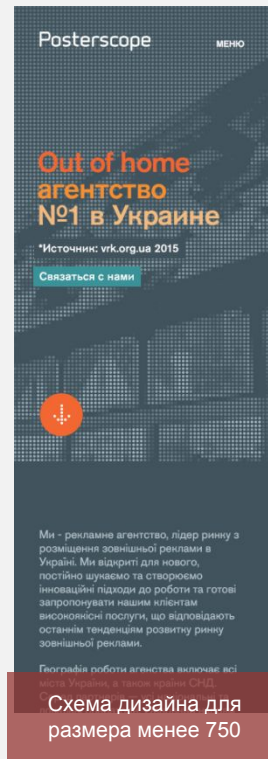 Posterscope
МЕНЮ
Out of home
агентство
№1 в Украине
*Источник: vrk.org.ua 2015
Связаться с нами
Ми - рекламне агентство, лідер ринку з
розміщення зовнішньої реклами в
Україні. Ми відкриті для нового,
постійно шукаємо та створюємо
інноваційні підходи до роботи та готові
запропонувати нашим клієнтам
високоякісні послуги, що відповідають
останнім тенденціям розвитку ринку
зовнішньої реклами.
Географія роботи агенства включає всі
міста України, а також країни СНД.
Схема дизайна для
размера менее 750